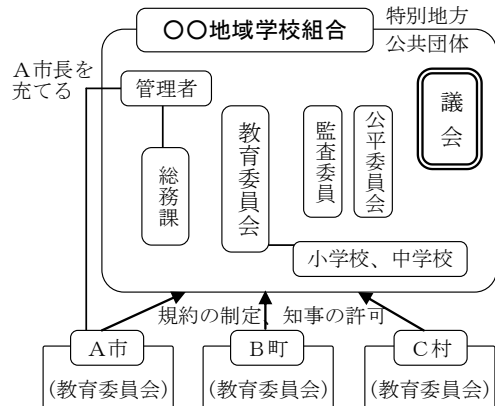 〇〇地域学校組合
特別地方
公共団体
A市長を
充てる
管理者
総務課
教育委員会
監査委員
公平委員会
議会
小学校、中学校
規約の制定、知事の許可
A市
B町
C村
(教育委員会)
(教育委員会)
(教育委員会)